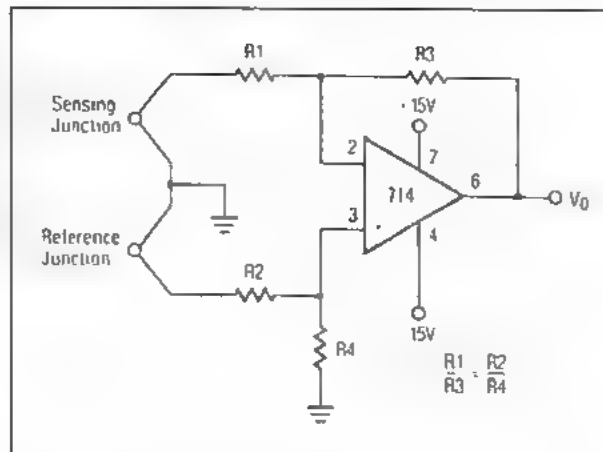 R1
R3
Sensing
Junction
15V
2
7
714
6
V₀
3
4
Reference
Junction
R2
R4
15V
R1/R3 = R2/R4